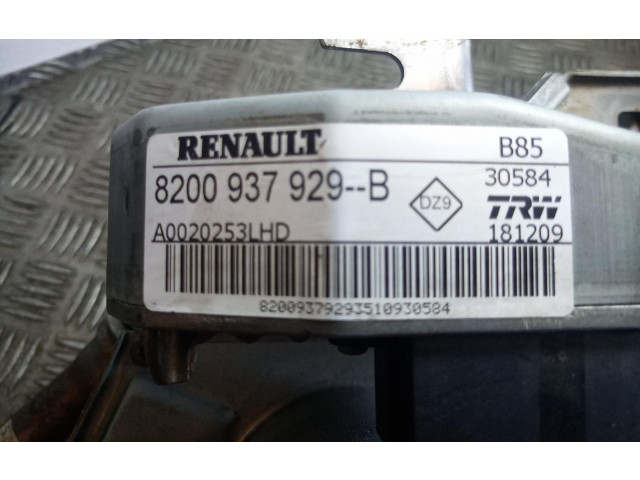 RENAULT B85
8200 937 929--B 30584
DZ9 TRW
A0020253LHD 181209
82009379293510930584